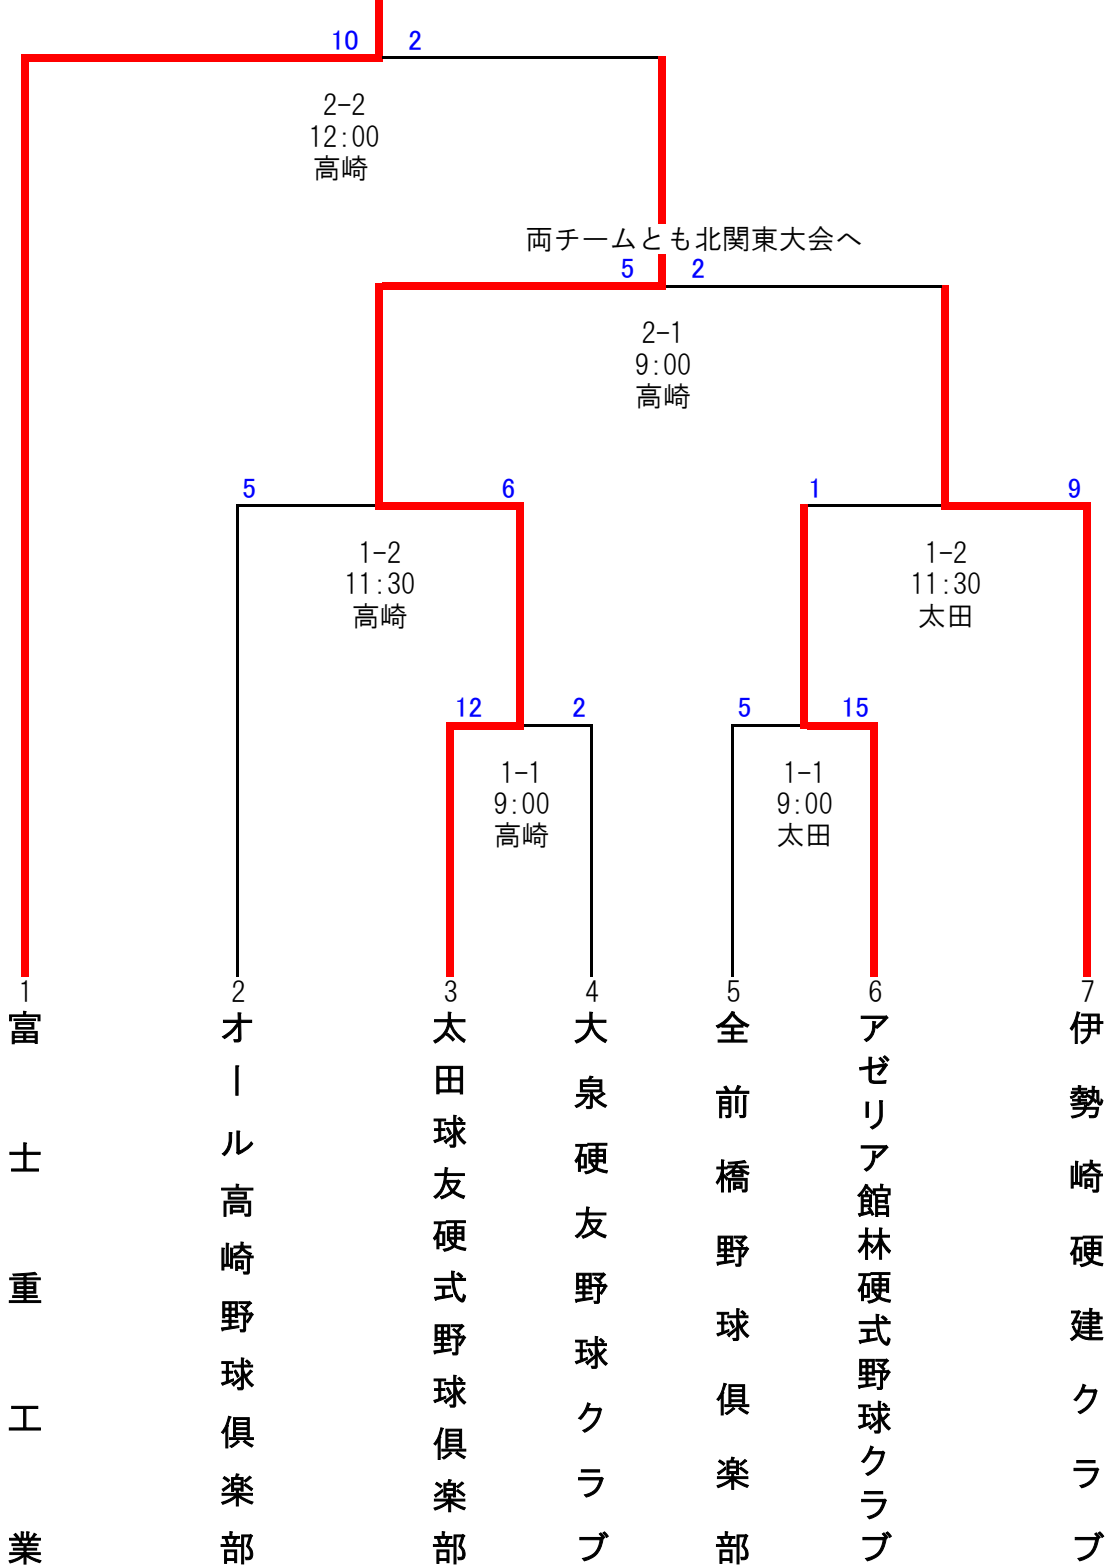 10 2
2-2
12:00
高崎
両チームとも北関東大会へ
5 2
2-1
9:00
高崎
5 6 1 9
1-2
11:30
高崎
1-2
11:30
太田
12 2 5 15
1-1
9:00
高崎
1-1
9:00
太田
1
富士重工業
2
オール高崎野球倶楽部
3
太田球友硬式野球倶楽部
4
大泉硬友野球クラブ
5
全前橋野球倶楽部
6
アゼリア館林硬式野球クラブ
7
伊勢崎硬建クラブ